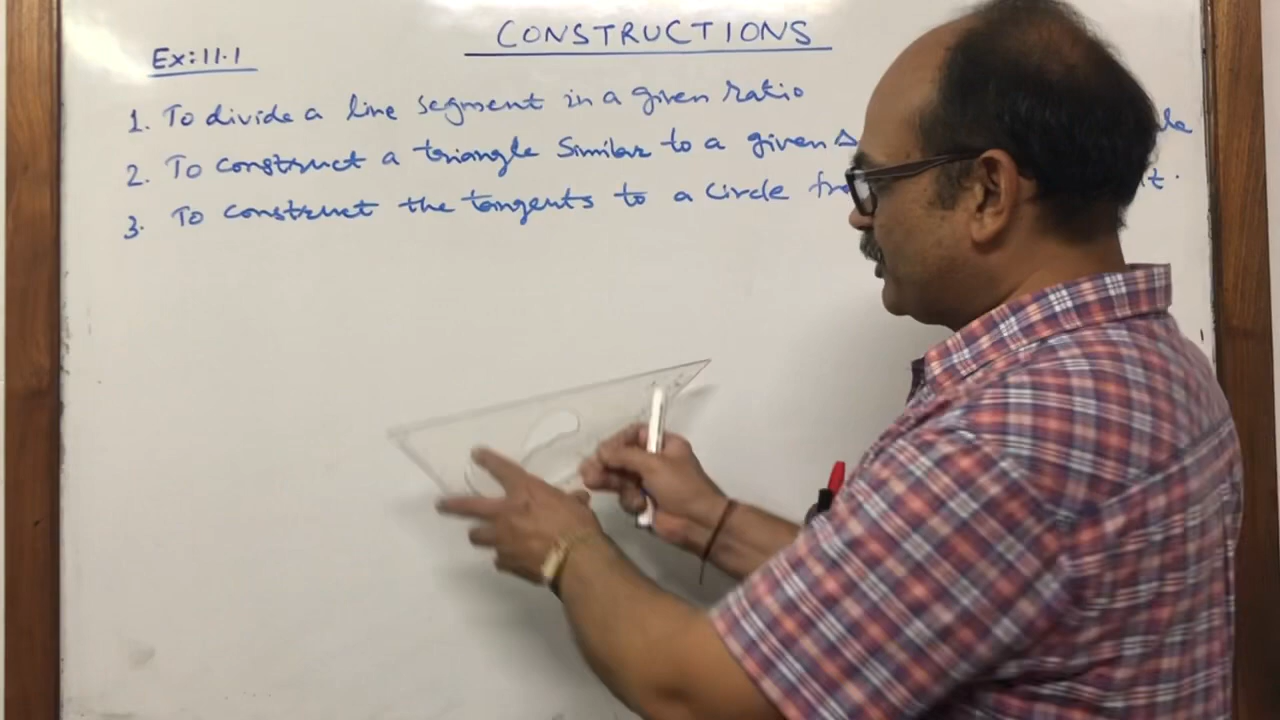 CONSTRUCTIONS
Ex: 11.1
1. To divide a line segment in a given ratio
2. To construct a triangle similar to a given Δ
3. To construct the tangents to a circle